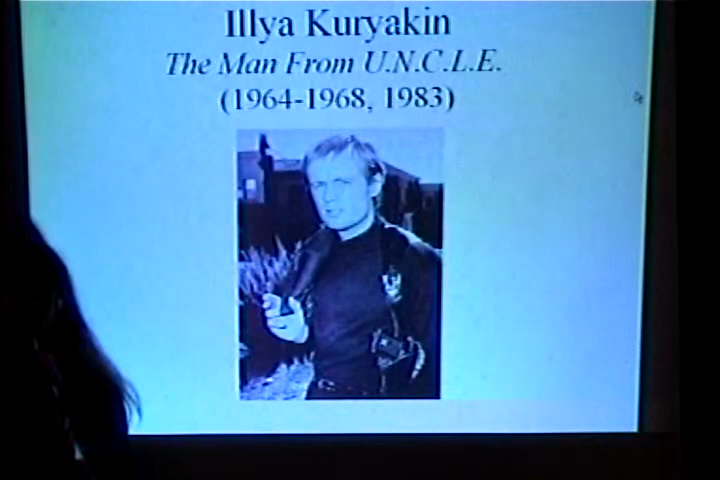 Illya Kuryakin
The Man From U.N.C.L.E.
(1964-1968, 1983)